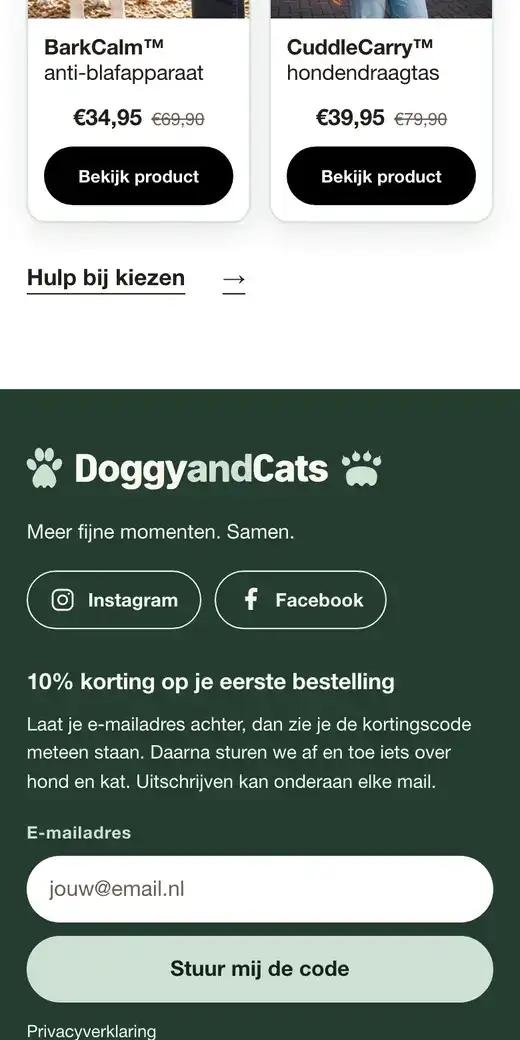 BarkCalm™
anti-blafapparaat
€34,95 €69,90
Bekijk product
CuddleCarry™
hondendraagtas
€39,95 €79,90
Bekijk product
Hulp bij kiezen →
DoggyandCats
Meer fijne momenten. Samen.
Instagram
Facebook
10% korting op je eerste bestelling
Laat je e-mailadres achter, dan zie je de kortingscode
meteen staan. Daarna sturen we af en toe iets over
hond en kat. Uitschrijven kan onderaan elke mail.
E-mailadres
jouw@email.nl
Stuur mij de code
Privacyverklaring